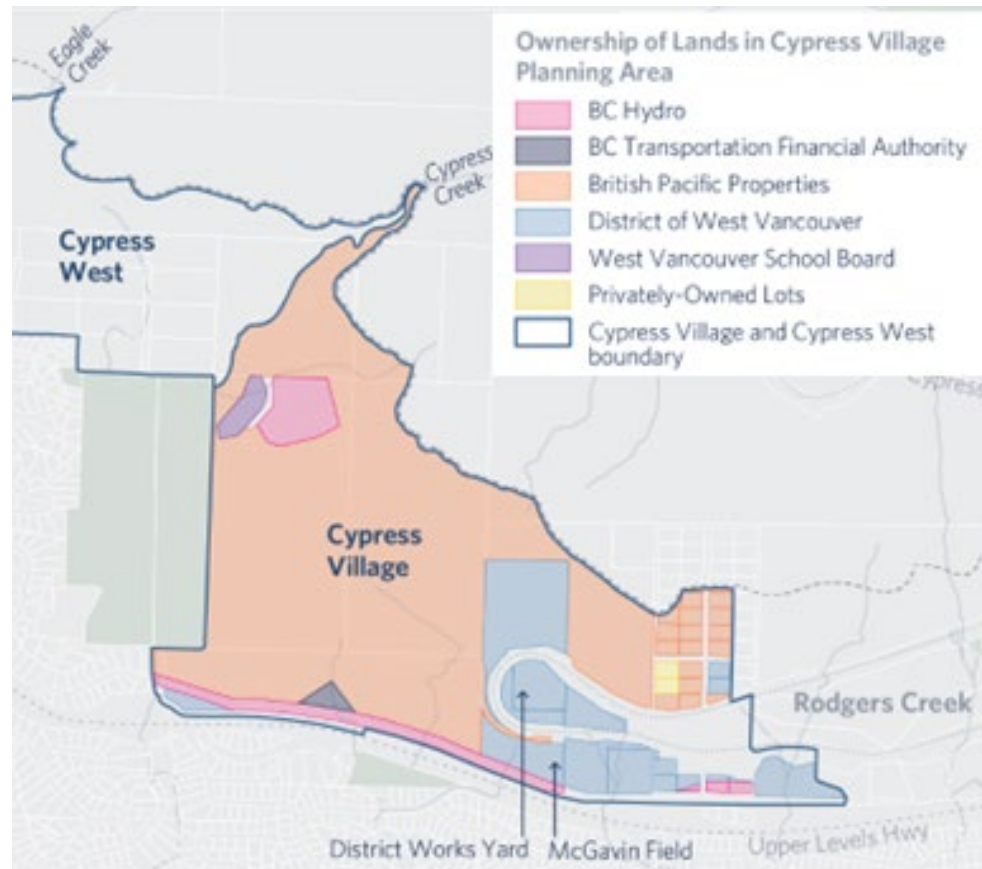 Eagle
Creek
Ownership of Lands in Cypress Village
Planning Area
BC Hydro
BC Transportation Financial Authority
British Pacific Properties
District of West Vancouver
West Vancouver School Board
Privately-Owned Lots
Cypress Village and Cypress West
boundary
Cypress
Creek
Cypress
West
Cypress
Cypress
Village
Rodgers Creek
District Works Yard
McGavin Field
Upper Levels Hwy